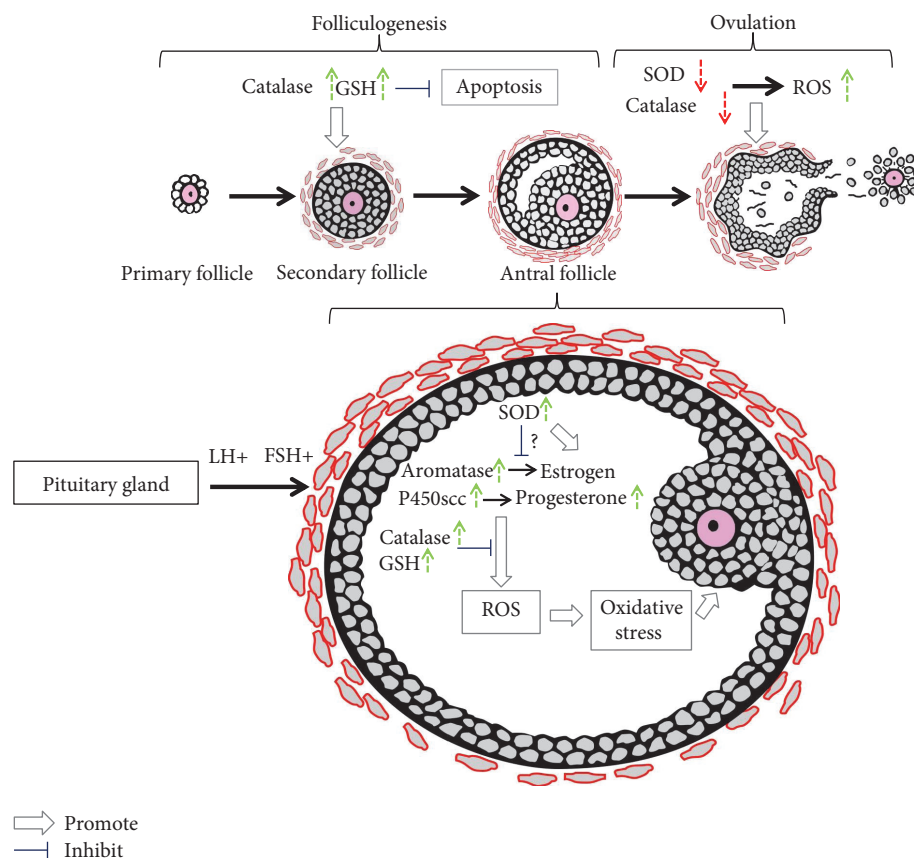 Folliculogenesis
Ovulation
Catalase GSH
Apoptosis
SOD
Catalase
ROS
Primary follicle
Secondary follicle
Antral follicle
SOD
?
Aromatase
Estrogen
P450scc
Progesterone
Catalase
GSH
ROS
Oxidative
stress
LH+ FSH+
Pituitary gland
Promote
Inhibit